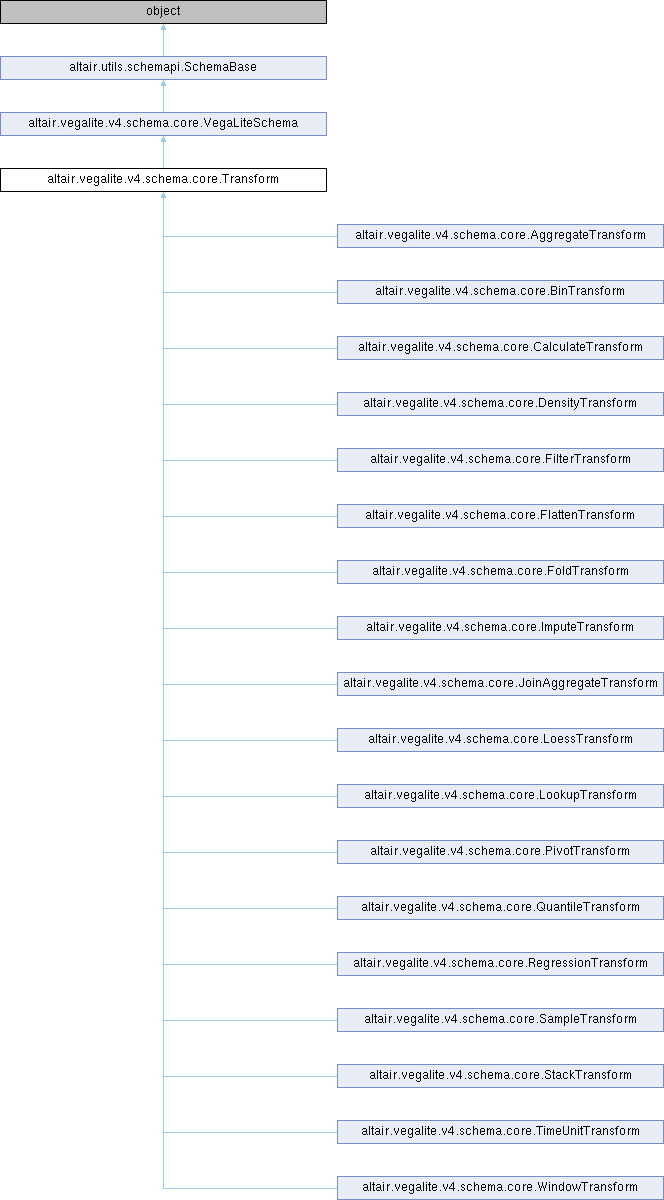 object
altair.utils.schemapi.SchemaBase
altair.vegalite.v4.schema.core.VegaLiteSchema
altair.vegalite.v4.schema.core.Transform
altair.vegalite.v4.schema.core.AggregateTransform
altair.vegalite.v4.schema.core.BinTransform
altair.vegalite.v4.schema.core.CalculateTransform
altair.vegalite.v4.schema.core.DensityTransform
altair.vegalite.v4.schema.core.FilterTransform
altair.vegalite.v4.schema.core.FlattenTransform
altair.vegalite.v4.schema.core.FoldTransform
altair.vegalite.v4.schema.core.ImputeTransform
altair.vegalite.v4.schema.core.JoinAggregateTransform
altair.vegalite.v4.schema.core.LoessTransform
altair.vegalite.v4.schema.core.LookupTransform
altair.vegalite.v4.schema.core.PivotTransform
altair.vegalite.v4.schema.core.QuantileTransform
altair.vegalite.v4.schema.core.RegressionTransform
altair.vegalite.v4.schema.core.SampleTransform
altair.vegalite.v4.schema.core.StackTransform
altair.vegalite.v4.schema.core.TimeUnitTransform
altair.vegalite.v4.schema.core.WindowTransform